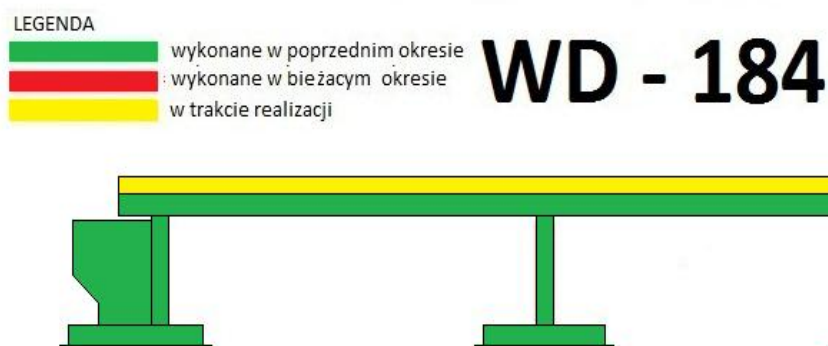 LEGENDA
wykonane w poprzednim okresie
wykonane w bieżacym okresie
w trakcie realizacji
WD - 184